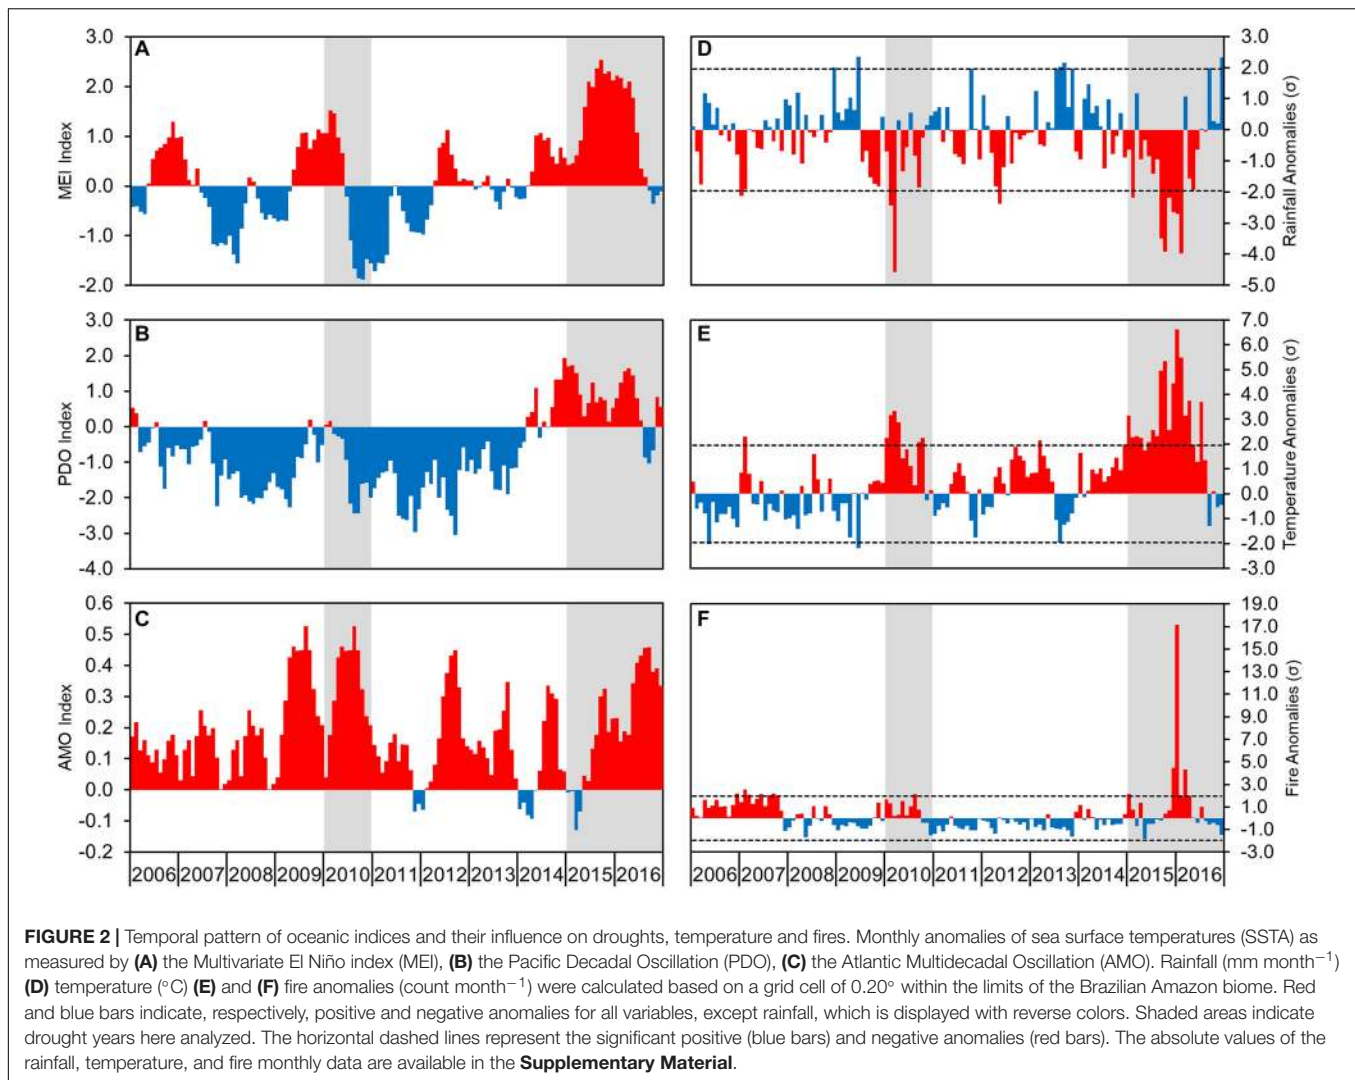 A
3.0
2.0
1.0
0.0
-1.0
-2.0
MEI Index
D
3.0
2.0
1.0
0.0
-1.0
-2.0
-3.0
-4.0
-5.0
Rainfall Anomalies (σ)
B
3.0
2.0
1.0
0.0
-1.0
-2.0
-3.0
-4.0
PDO Index
E
7.0
6.0
5.0
4.0
3.0
2.0
1.0
0.0
-1.0
-2.0
-3.0
Temperature Anomalies (σ)
C
0.6
0.5
0.4
0.3
0.2
0.1
0.0
-0.1
-0.2
AMO Index
2006 2007 2008 2009 2010 2011 2012 2013 2014 2015 2016
F
19.0
17.0
15.0
13.0
11.0
9.0
7.0
5.0
3.0
1.0
-1.0
-3.0
Fire Anomalies (σ)
2006 2007 2008 2009 2010 2011 2012 2013 2014 2015 2016
FIGURE 2 | Temporal pattern of oceanic indices and their influence on droughts, temperature and fires. Monthly anomalies of sea surface temperatures (SSTA) as
measured by (A) the Multivariate El Niño index (MEI), (B) the Pacific Decadal Oscillation (PDO), (C) the Atlantic Multidecadal Oscillation (AMO). Rainfall (mm month−1)
(D) temperature (°C) (E) and (F) fire anomalies (count month−1) were calculated based on a grid cell of 0.20° within the limits of the Brazilian Amazon biome. Red
and blue bars indicate, respectively, positive and negative anomalies for all variables, except rainfall, which is displayed with reverse colors. Shaded areas indicate
drought years here analyzed. The horizontal dashed lines represent the significant positive (blue bars) and negative anomalies (red bars). The absolute values of the
rainfall, temperature, and fire monthly data are available in the Supplementary Material.